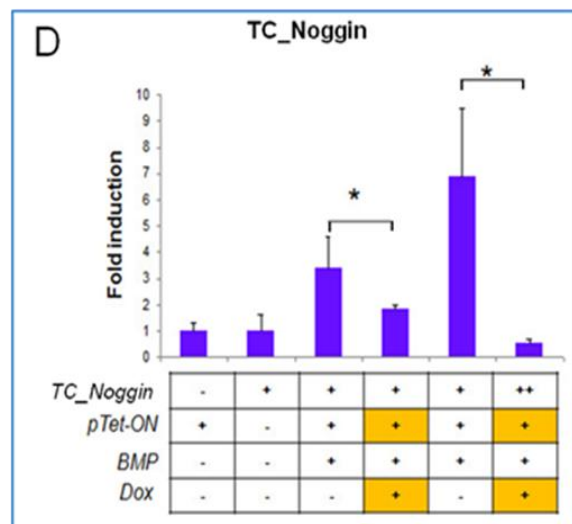 D
TC_Noggin
*
*
Fold induction
10
9
8
7
6
5
4
3
2
1
0
TC_Noggin - + + + + ++
pTet-ON + - + + + +
BMP - - + + + +
Dox - - - + - +